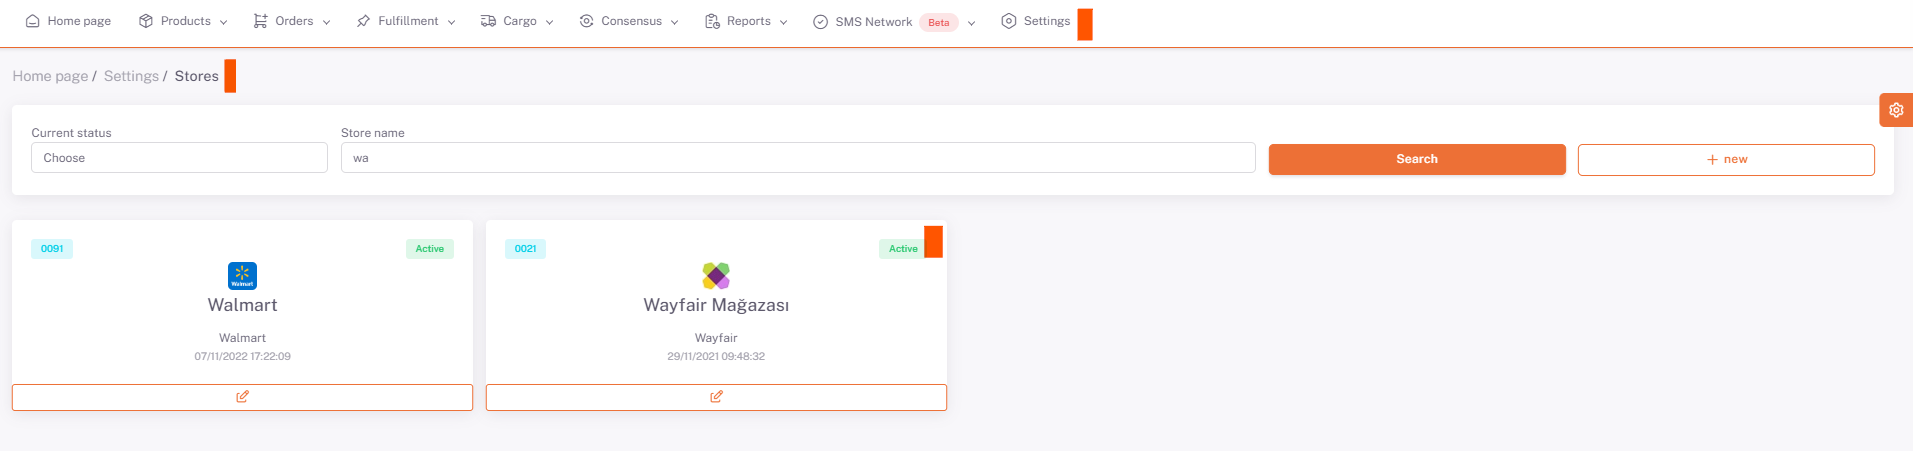 Home page Products Orders Fulfillment Cargo Consensus Reports SMS Network Beta Settings
Home page / Settings / Stores
Current status Store name
Choose wa Search + new
0091 Active 0021 Active
Walmart
Walmart Wayfair Mağazası
Walmart Wayfair
07/11/2022 17:22:09 29/11/2021 09:48:32